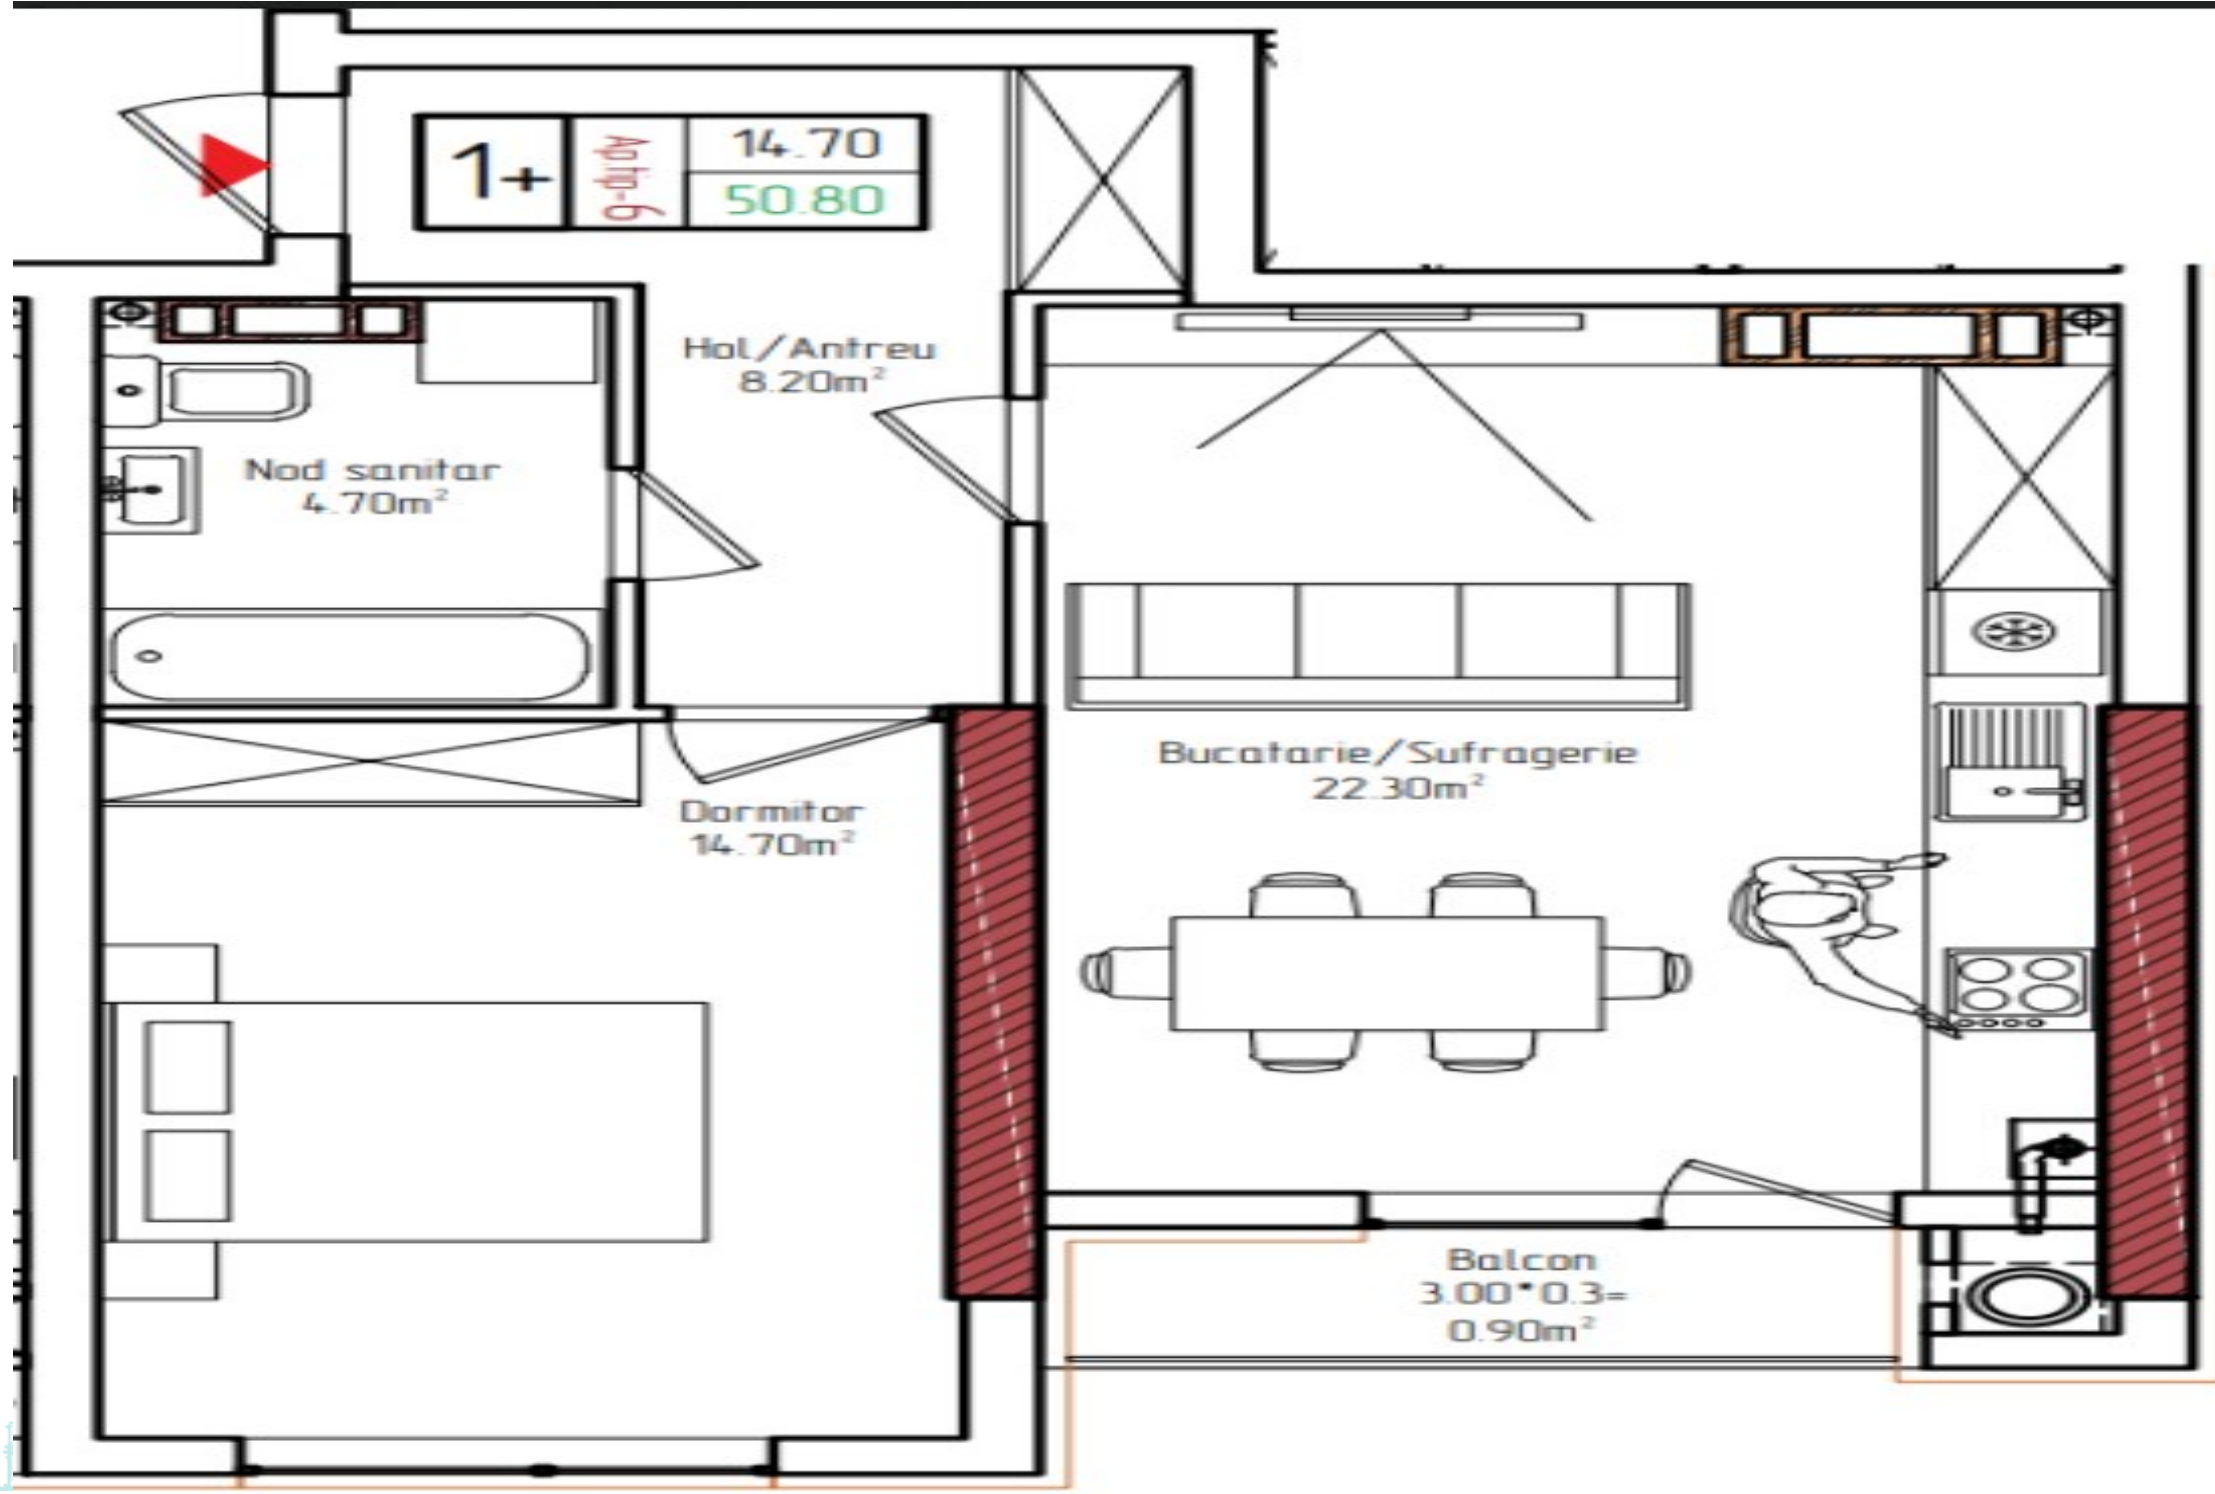 1+
Ap.tip-6
14.70
50.80
Hol/Antreu
8.20m²
Nod sanitar
4.70m²
Bucatarie/Sufragerie
22.30m²
Dormitor
14.70m²
Balcon
3.00*0.3=
0.90m²